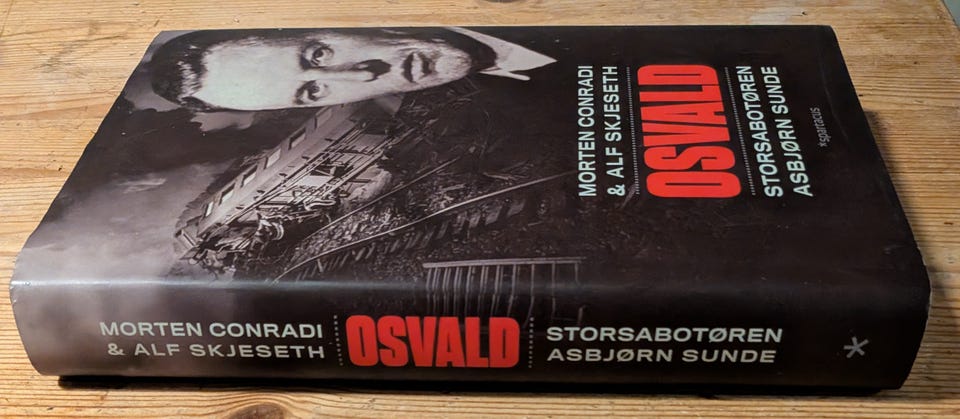 MORTEN CONRADI
& ALF SKJESETH
OSVALD
STORSABOTØREN
ASBJØRN SUNDE
*spartacus
MORTEN CONRADI
& ALF SKJESETH
OSVALD
STORSABOTØREN
ASBJØRN SUNDE
*